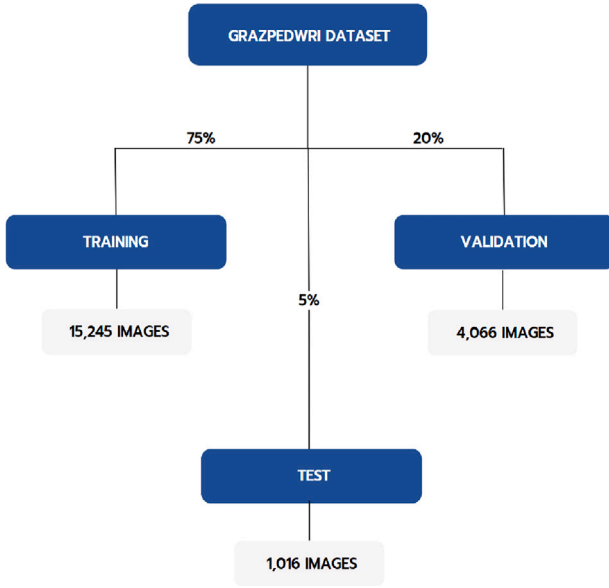 GRAZPEDWRI DATASET
75%
20%
TRAINING
VALIDATION
15,245 IMAGES
5%
4,066 IMAGES
TEST
1,016 IMAGES